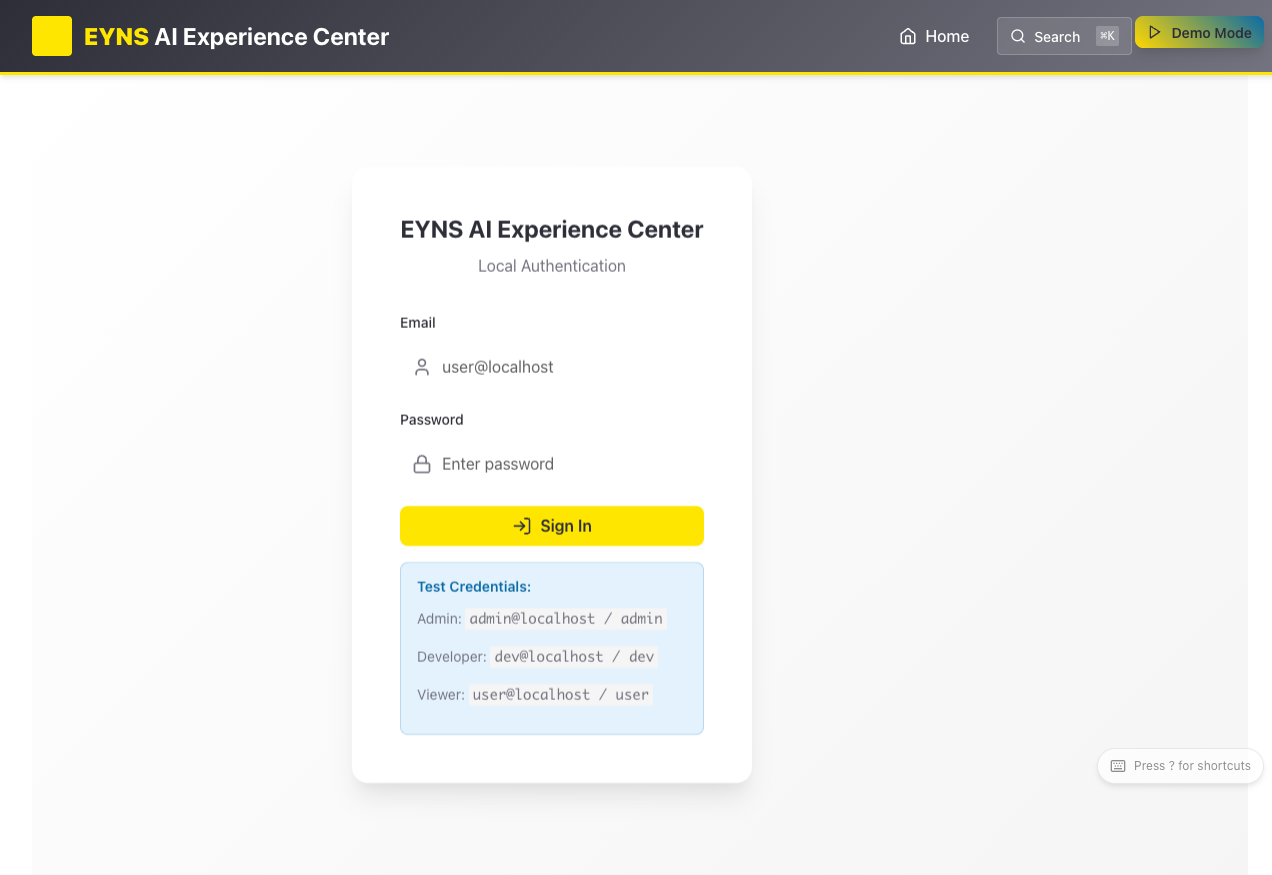 EYNS AI Experience Center
Home
Search ⌘K
Demo Mode
EYNS AI Experience Center
Local Authentication
Email
user@localhost
Password
Enter password
Sign In
Test Credentials:
Admin: admin@localhost / admin
Developer: dev@localhost / dev
Viewer: user@localhost / user
Press ? for shortcuts